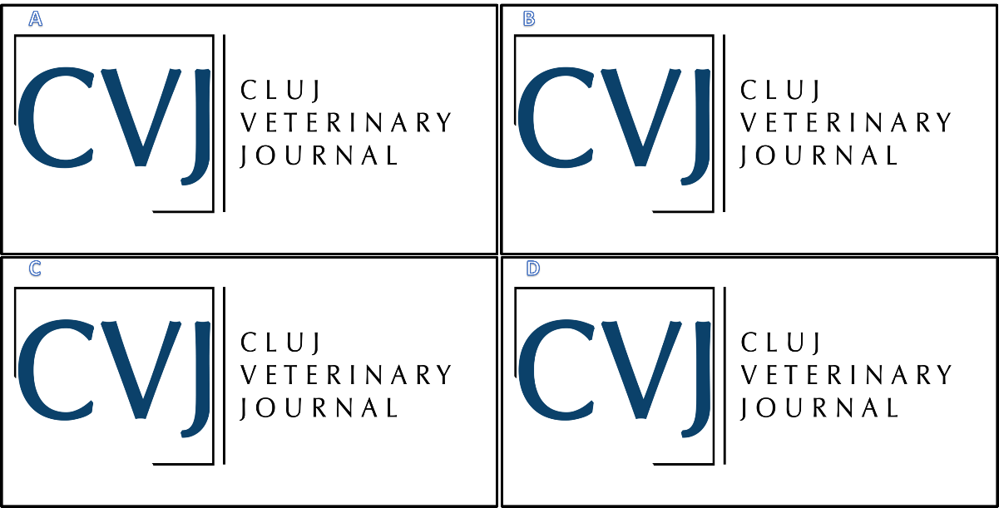 A
CVJ
CLUJ
VETERINARY
JOURNAL
B
CVJ
CLUJ
VETERINARY
JOURNAL
C
CVJ
CLUJ
VETERINARY
JOURNAL
D
CVJ
CLUJ
VETERINARY
JOURNAL